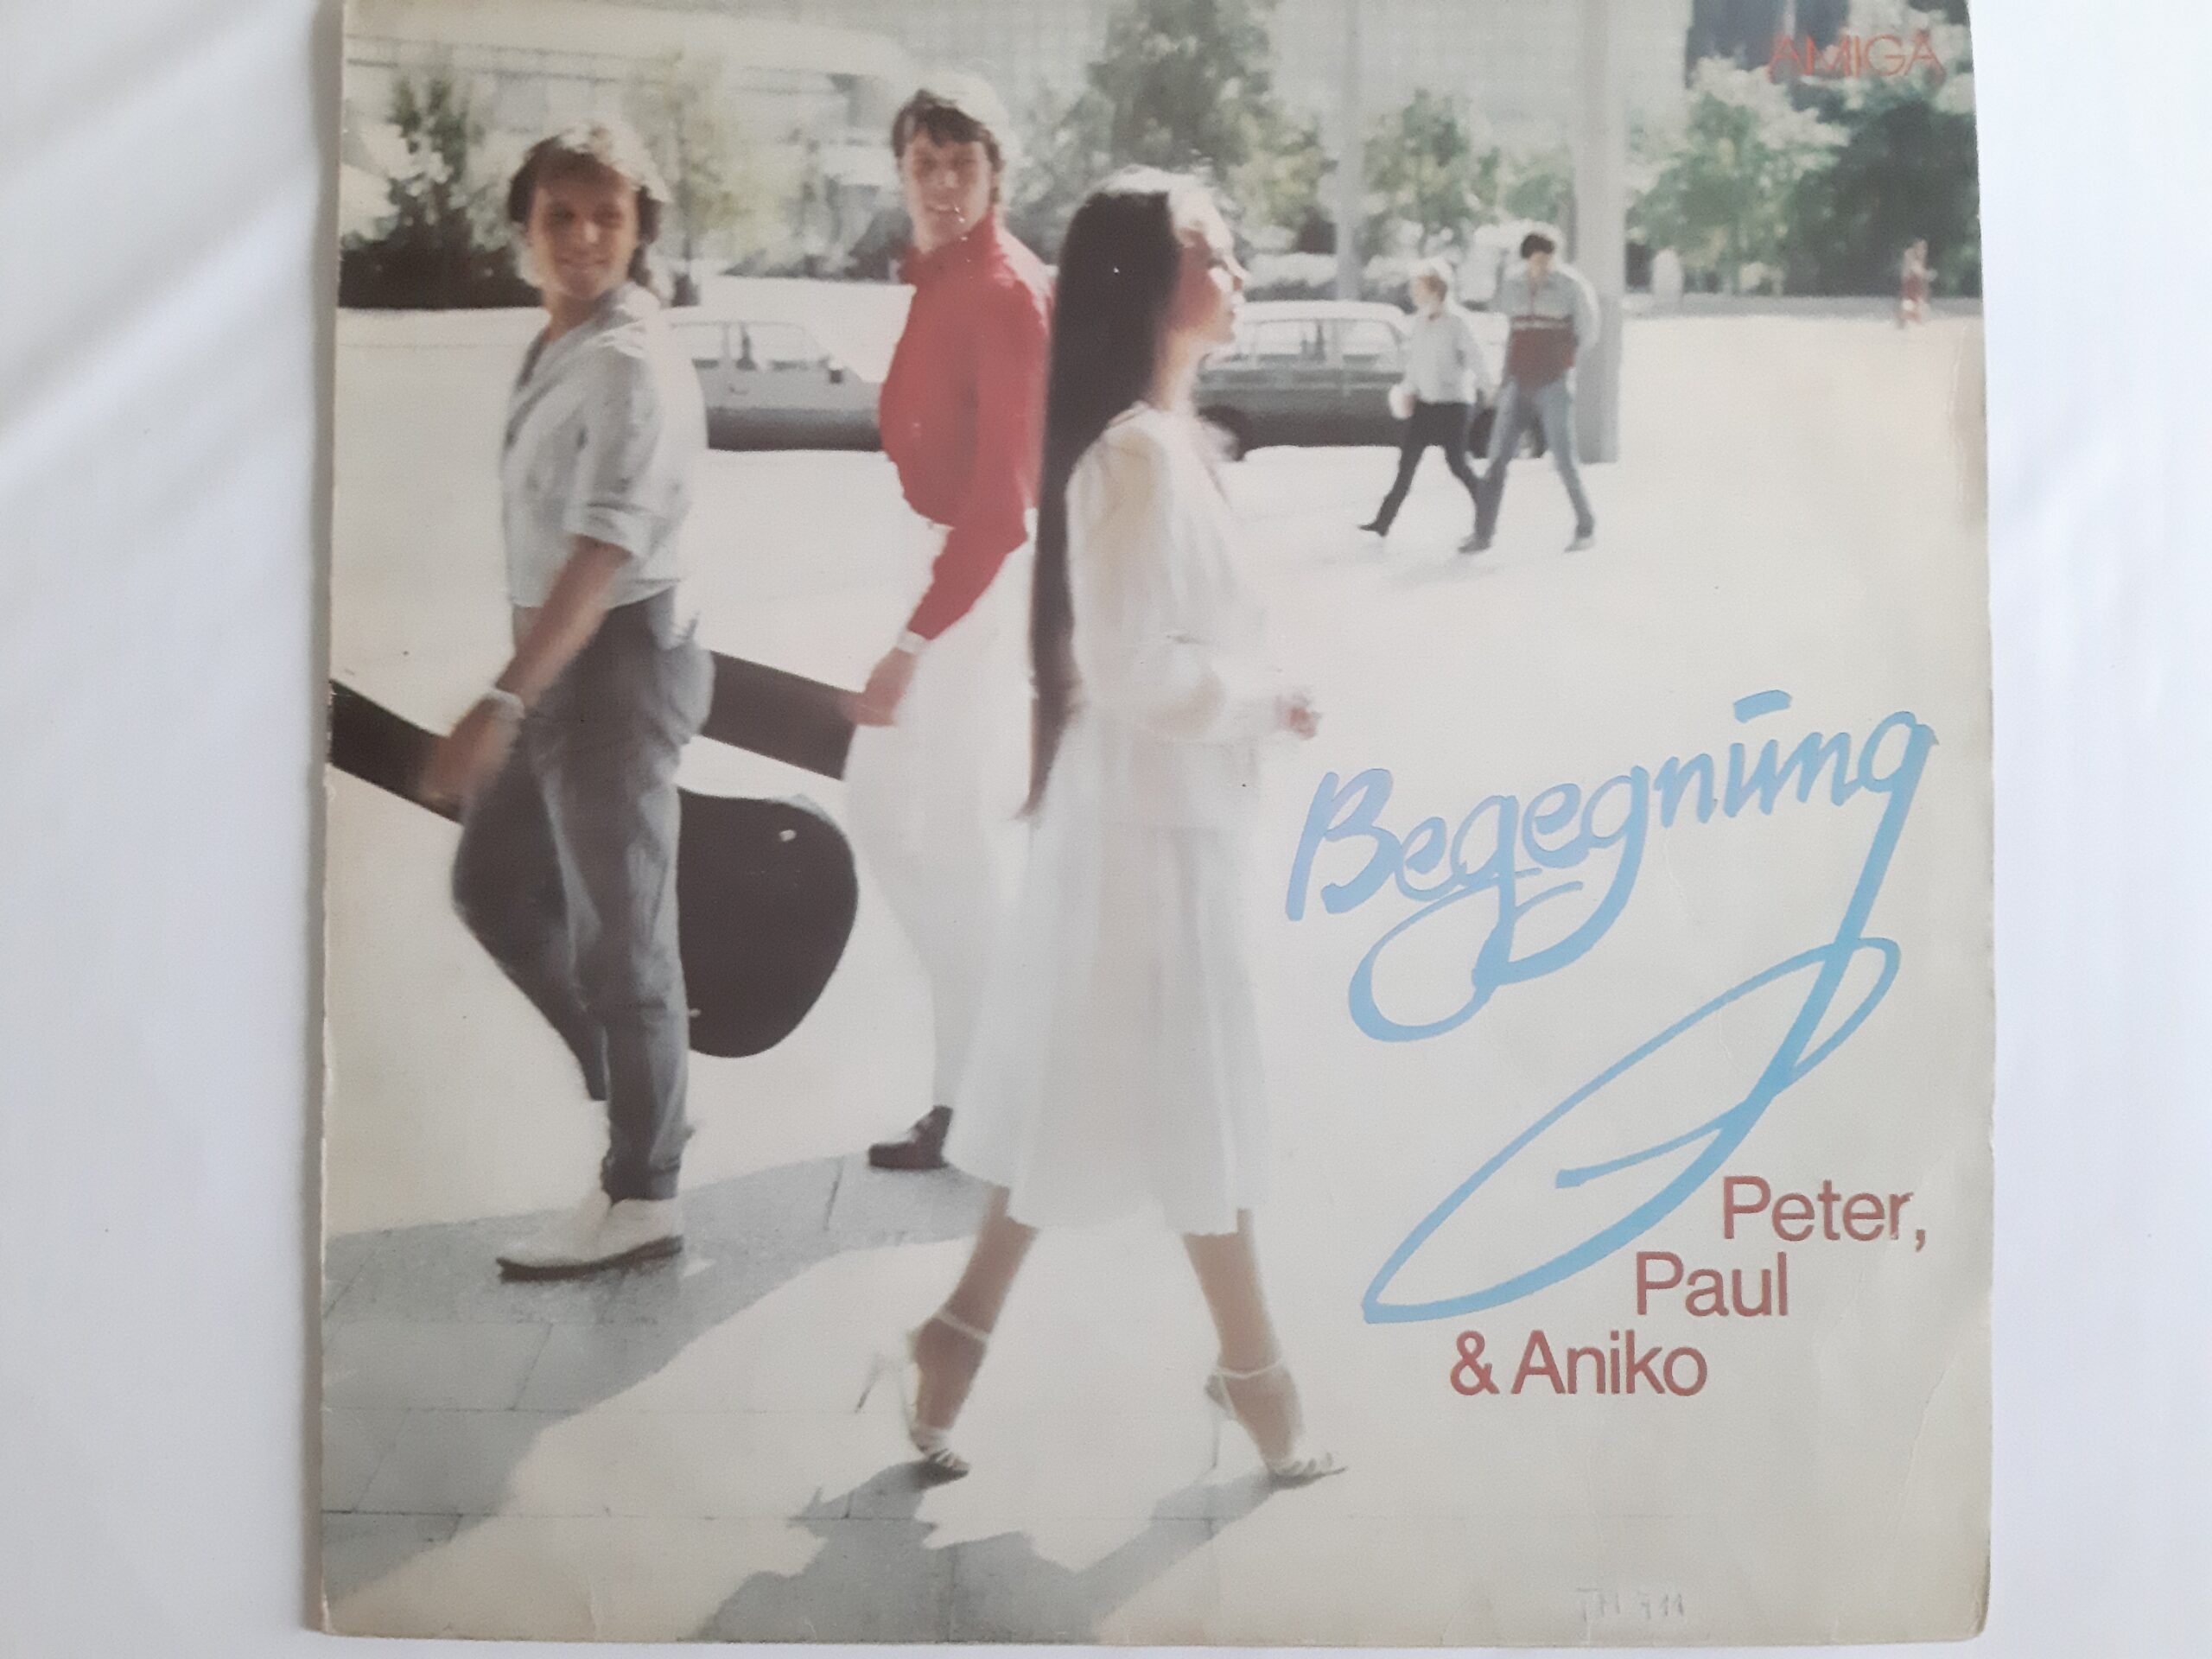 AMIGA
Begegnung
Peter,
Paul
& Aniko